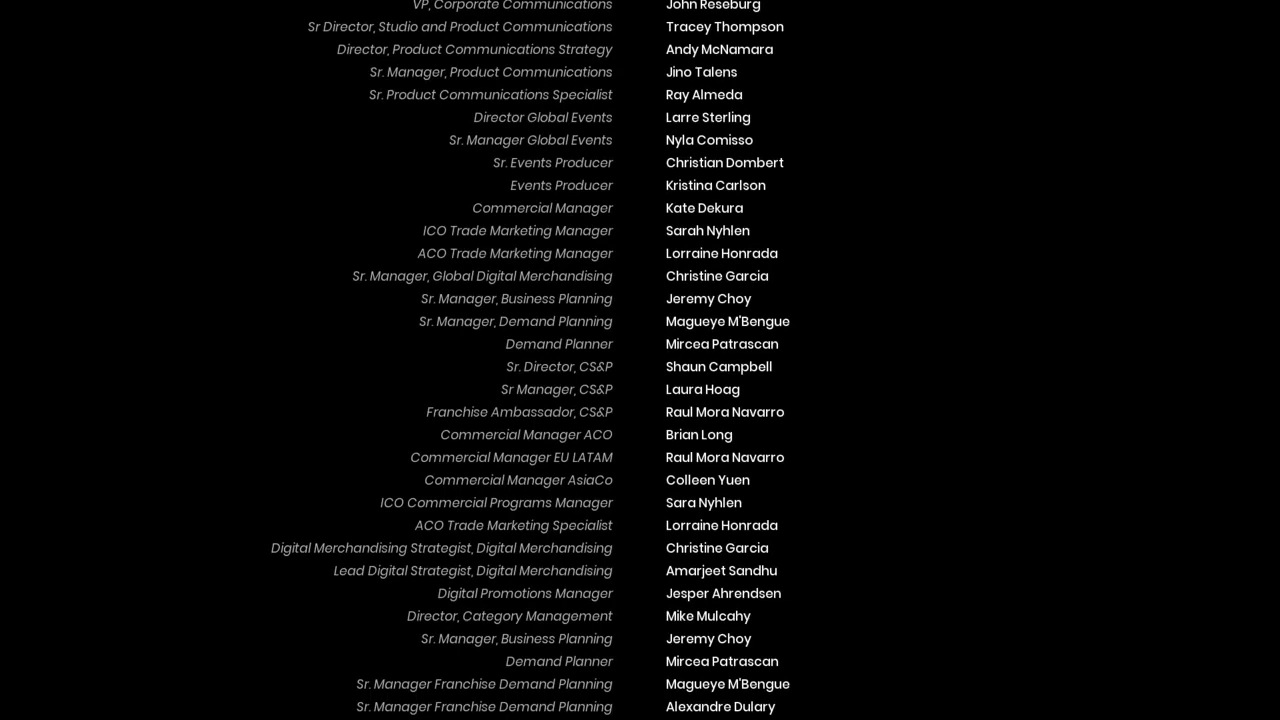 VP, Corporate Communications John Reseburg
Sr Director, Studio and Product Communications Tracey Thompson
Director, Product Communications Strategy Andy McNamara
Sr. Manager, Product Communications Jino Talens
Sr. Product Communications Specialist Ray Almeda
Director Global Events Larre Sterling
Sr. Manager Global Events Nyla Comisso
Sr. Events Producer Christian Dombert
Events Producer Kristina Carlson
Commercial Manager Kate Dekura
ICO Trade Marketing Manager Sarah Nyhlen
ACO Trade Marketing Manager Lorraine Honrada
Sr. Manager, Global Digital Merchandising Christine Garcia
Sr. Manager, Business Planning Jeremy Choy
Sr. Manager, Demand Planning Magueye M'Bengue
Demand Planner Mircea Patrascan
Sr. Director, CS&P Shaun Campbell
Sr Manager, CS&P Laura Hoag
Franchise Ambassador, CS&P Raul Mora Navarro
Commercial Manager ACO Brian Long
Commercial Manager EU LATAM Raul Mora Navarro
Commercial Manager AsiaCo Colleen Yuen
ICO Commercial Programs Manager Sara Nyhlen
ACO Trade Marketing Specialist Lorraine Honrada
Digital Merchandising Strategist, Digital Merchandising Christine Garcia
Lead Digital Strategist, Digital Merchandising Amarjeet Sandhu
Digital Promotions Manager Jesper Ahrendsen
Director, Category Management Mike Mulcahy
Sr. Manager, Business Planning Jeremy Choy
Demand Planner Mircea Patrascan
Sr. Manager Franchise Demand Planning Magueye M'Bengue
Sr. Manager Franchise Demand Planning Alexandre Dulary